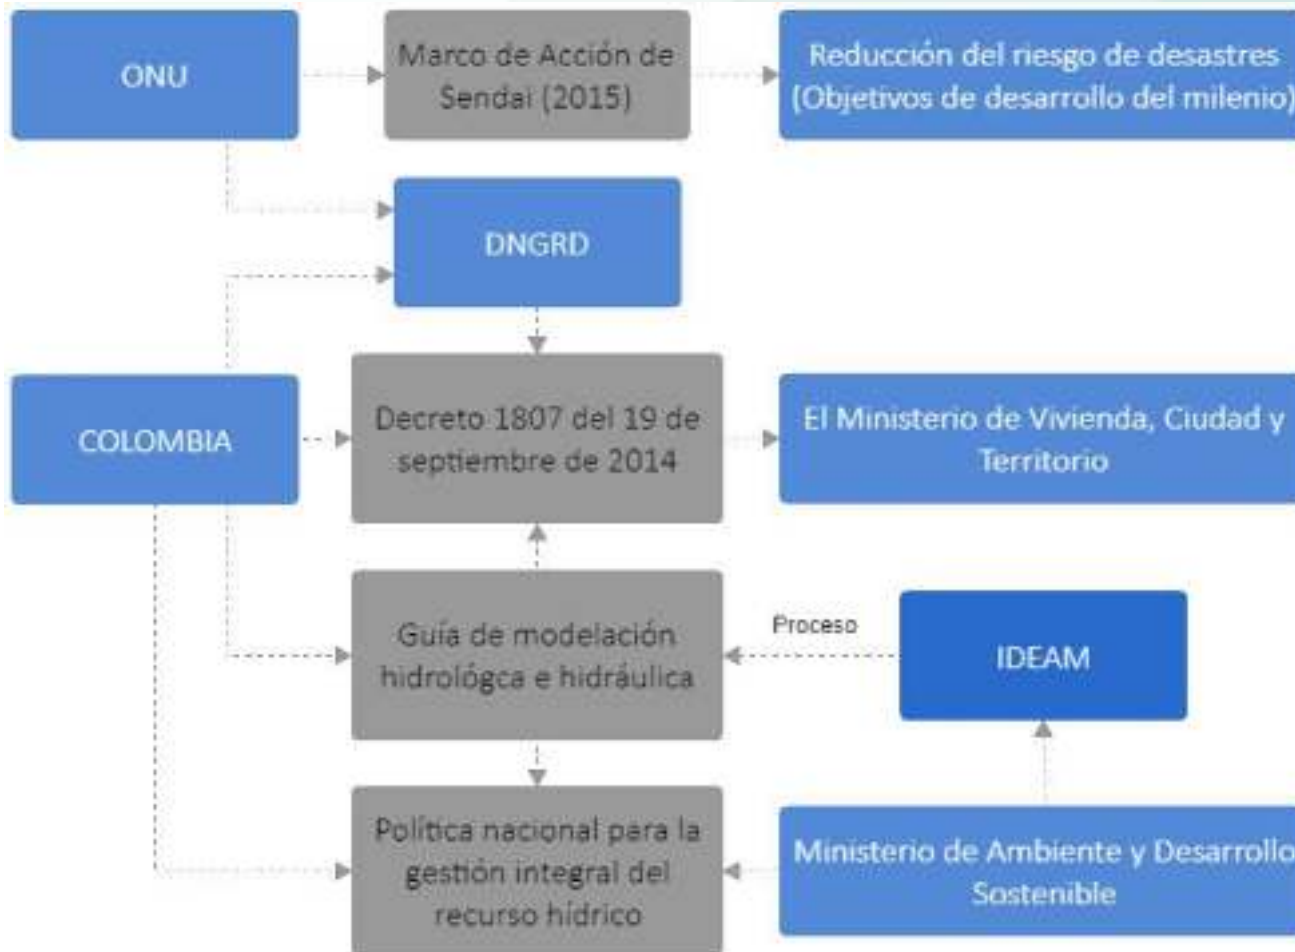 ONU
Marco de Acción de
Sendai (2015)
Reducción del riesgo de desastres
(Objetivos de desarrollo del milenio)
DNGRD
COLOMBIA
Decreto 1807 del 19 de
septiembre de 2014
El Ministerio de Vivienda, Ciudad y
Territorio
Guía de modelación
hidrológca e hidráulica
Proceso
IDEAM
Política nacional para la
gestión integral del
recurso hídrico
Ministerio de Ambiente y Desarrollo
Sostenible